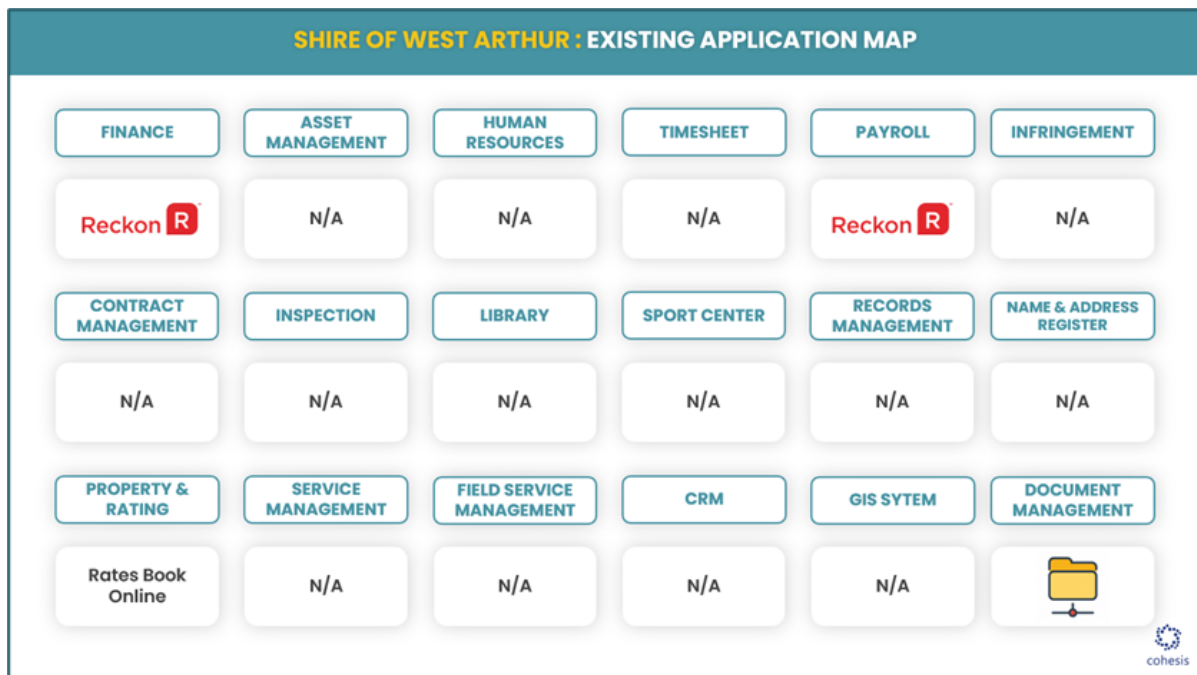 SHIRE OF WEST ARTHUR : EXISTING APPLICATION MAP
FINANCE
ASSET
MANAGEMENT
HUMAN
RESOURCES
TIMESHEET
PAYROLL
INFRINGEMENT
Reckon R
N/A
N/A
N/A
Reckon R
N/A
CONTRACT
MANAGEMENT
INSPECTION
LIBRARY
SPORT CENTER
RECORDS
MANAGEMENT
NAME & ADDRESS
REGISTER
N/A
N/A
N/A
N/A
N/A
N/A
PROPERTY &
RATING
SERVICE
MANAGEMENT
FIELD SERVICE
MANAGEMENT
CRM
GIS SYTEM
DOCUMENT
MANAGEMENT
Rates Book
Online
N/A
N/A
N/A
N/A
cohesis